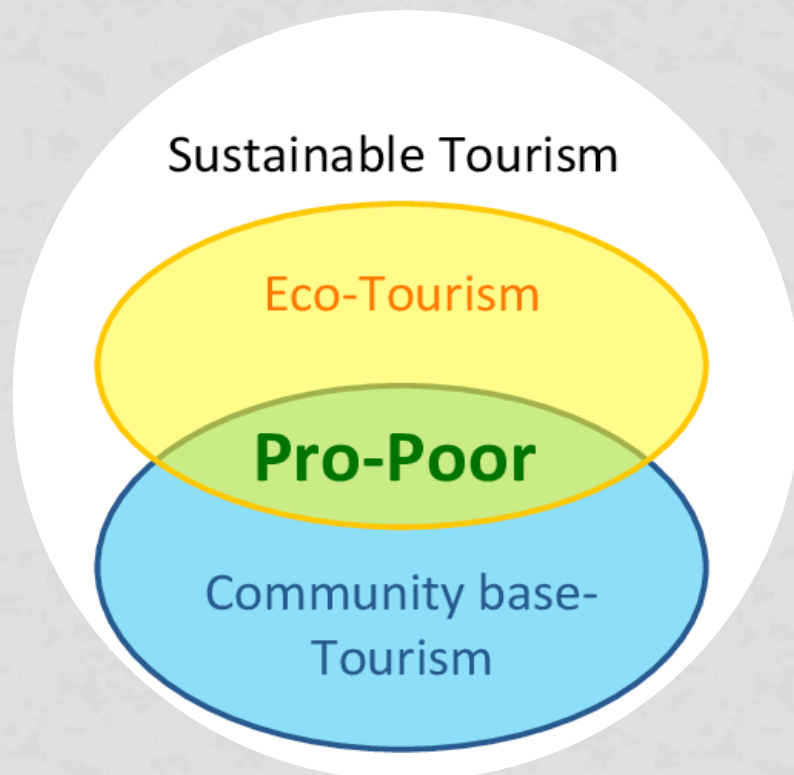 Sustainable Tourism
Eco-Tourism
Pro-Poor
Community base-
Tourism